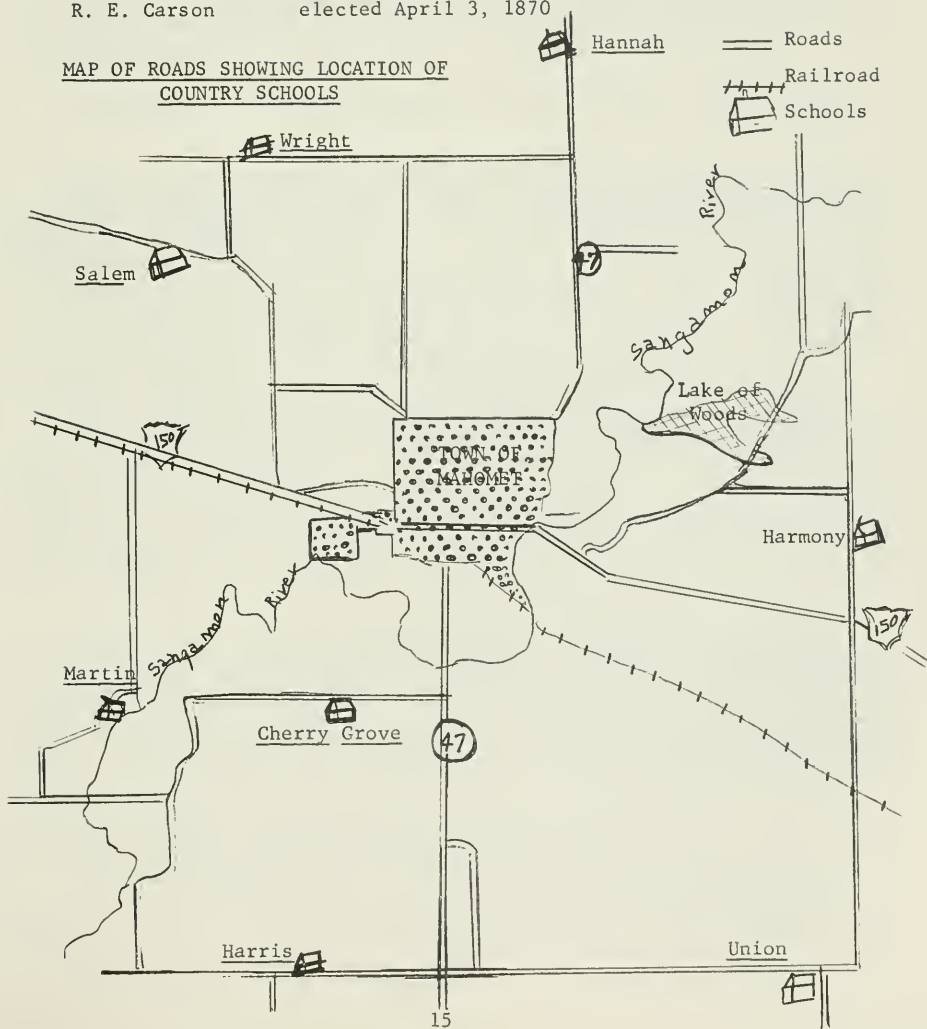 R. E. Carson elected April 3, 1870
MAP OF ROADS SHOWING LOCATION OF
COUNTRY SCHOOLS
Hannah
Roads
Railroad
Schools
Wright
Salem
47
Sangamon River
Lake of
Woods
150
TOWN OF
MAHOMET
Harmony
Sangamon River
150
Martin
Cherry Grove
47
Harris
Union
15